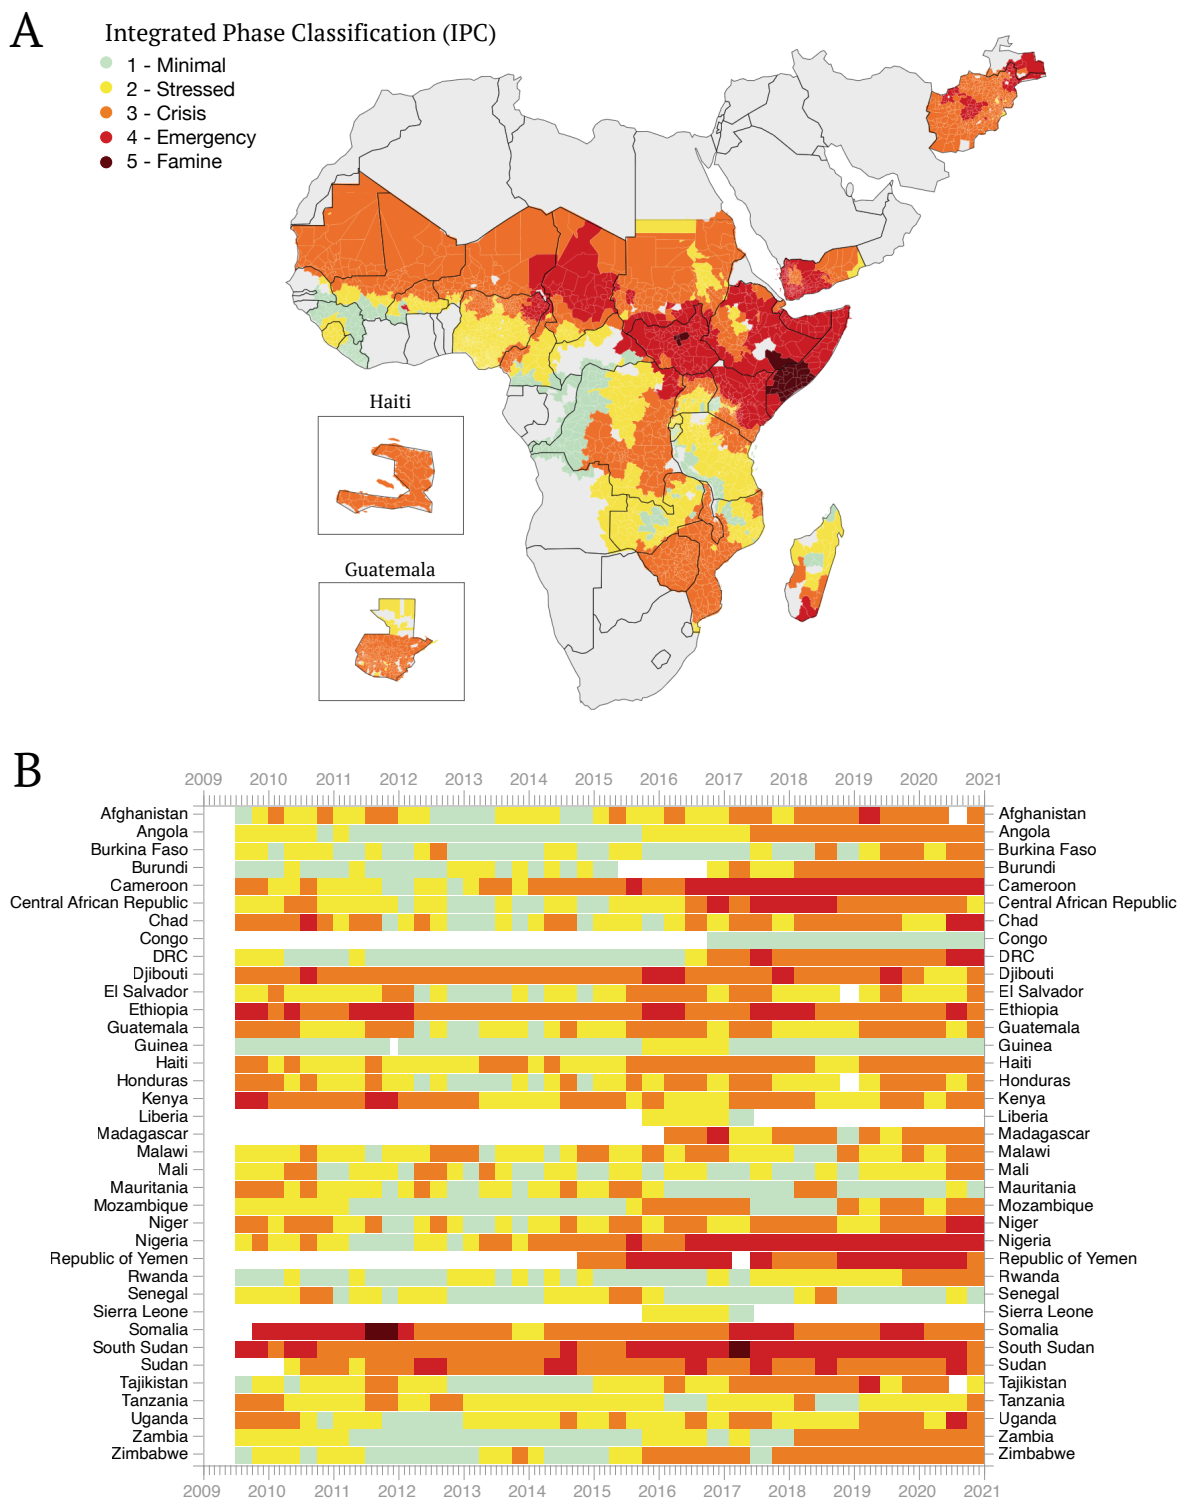 A
Integrated Phase Classification (IPC)
1 - Minimal
2 - Stressed
3 - Crisis
4 - Emergency
5 - Famine
Haiti
Guatemala
B
2009 2010 2011 2012 2013 2014 2015 2016 2017 2018 2019 2020 2021
Afghanistan Afghanistan
Angola Angola
Burkina Faso Burkina Faso
Burundi Burundi
Cameroon Cameroon
Central African Republic Central African Republic
Chad Chad
Congo Congo
DRC DRC
Djibouti Djibouti
El Salvador El Salvador
Ethiopia Ethiopia
Guatemala Guatemala
Guinea Guinea
Haiti Haiti
Honduras Honduras
Kenya Kenya
Liberia Liberia
Madagascar Madagascar
Malawi Malawi
Mali Mali
Mauritania Mauritania
Mozambique Mozambique
Niger Niger
Nigeria Nigeria
Republic of Yemen Republic of Yemen
Rwanda Rwanda
Senegal Senegal
Sierra Leone Sierra Leone
Somalia Somalia
South Sudan South Sudan
Sudan Sudan
Tajikistan Tajikistan
Tanzania Tanzania
Uganda Uganda
Zambia Zambia
Zimbabwe Zimbabwe
2009 2010 2011 2012 2013 2014 2015 2016 2017 2018 2019 2020 2021